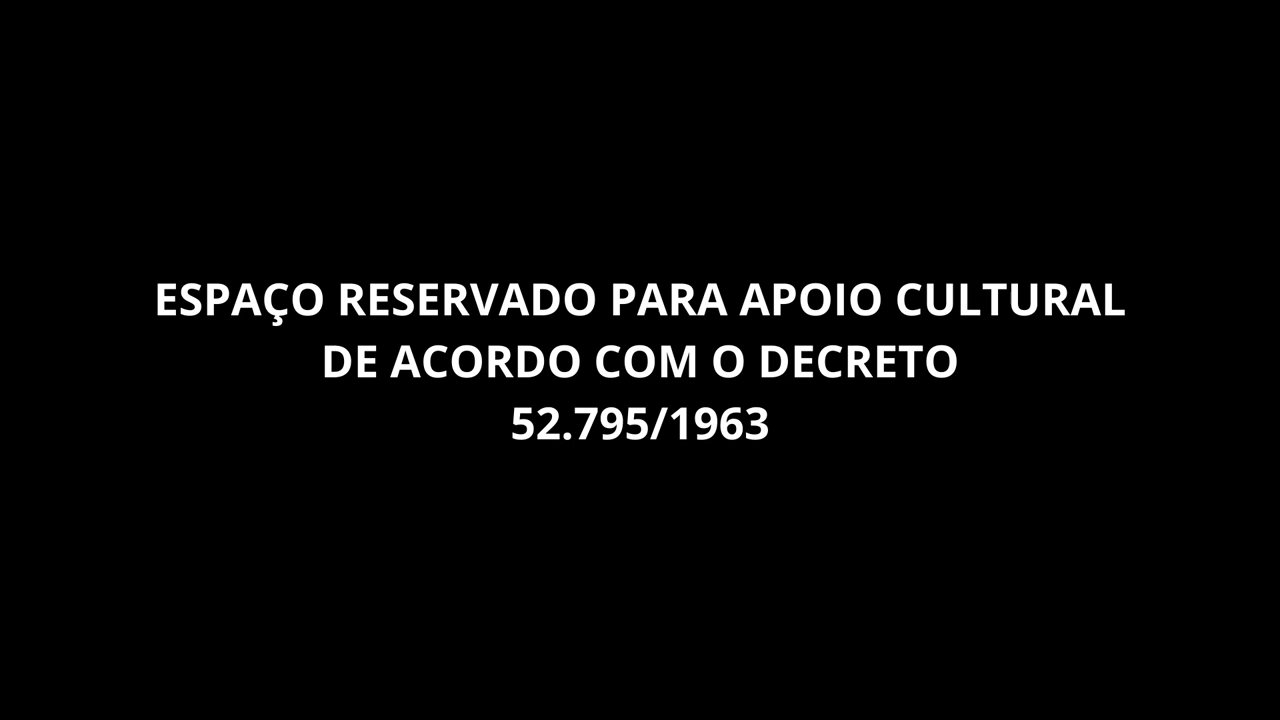 ESPAÇO RESERVADO PARA APOIO CULTURAL
DE ACORDO COM O DECRETO
52.795/1963